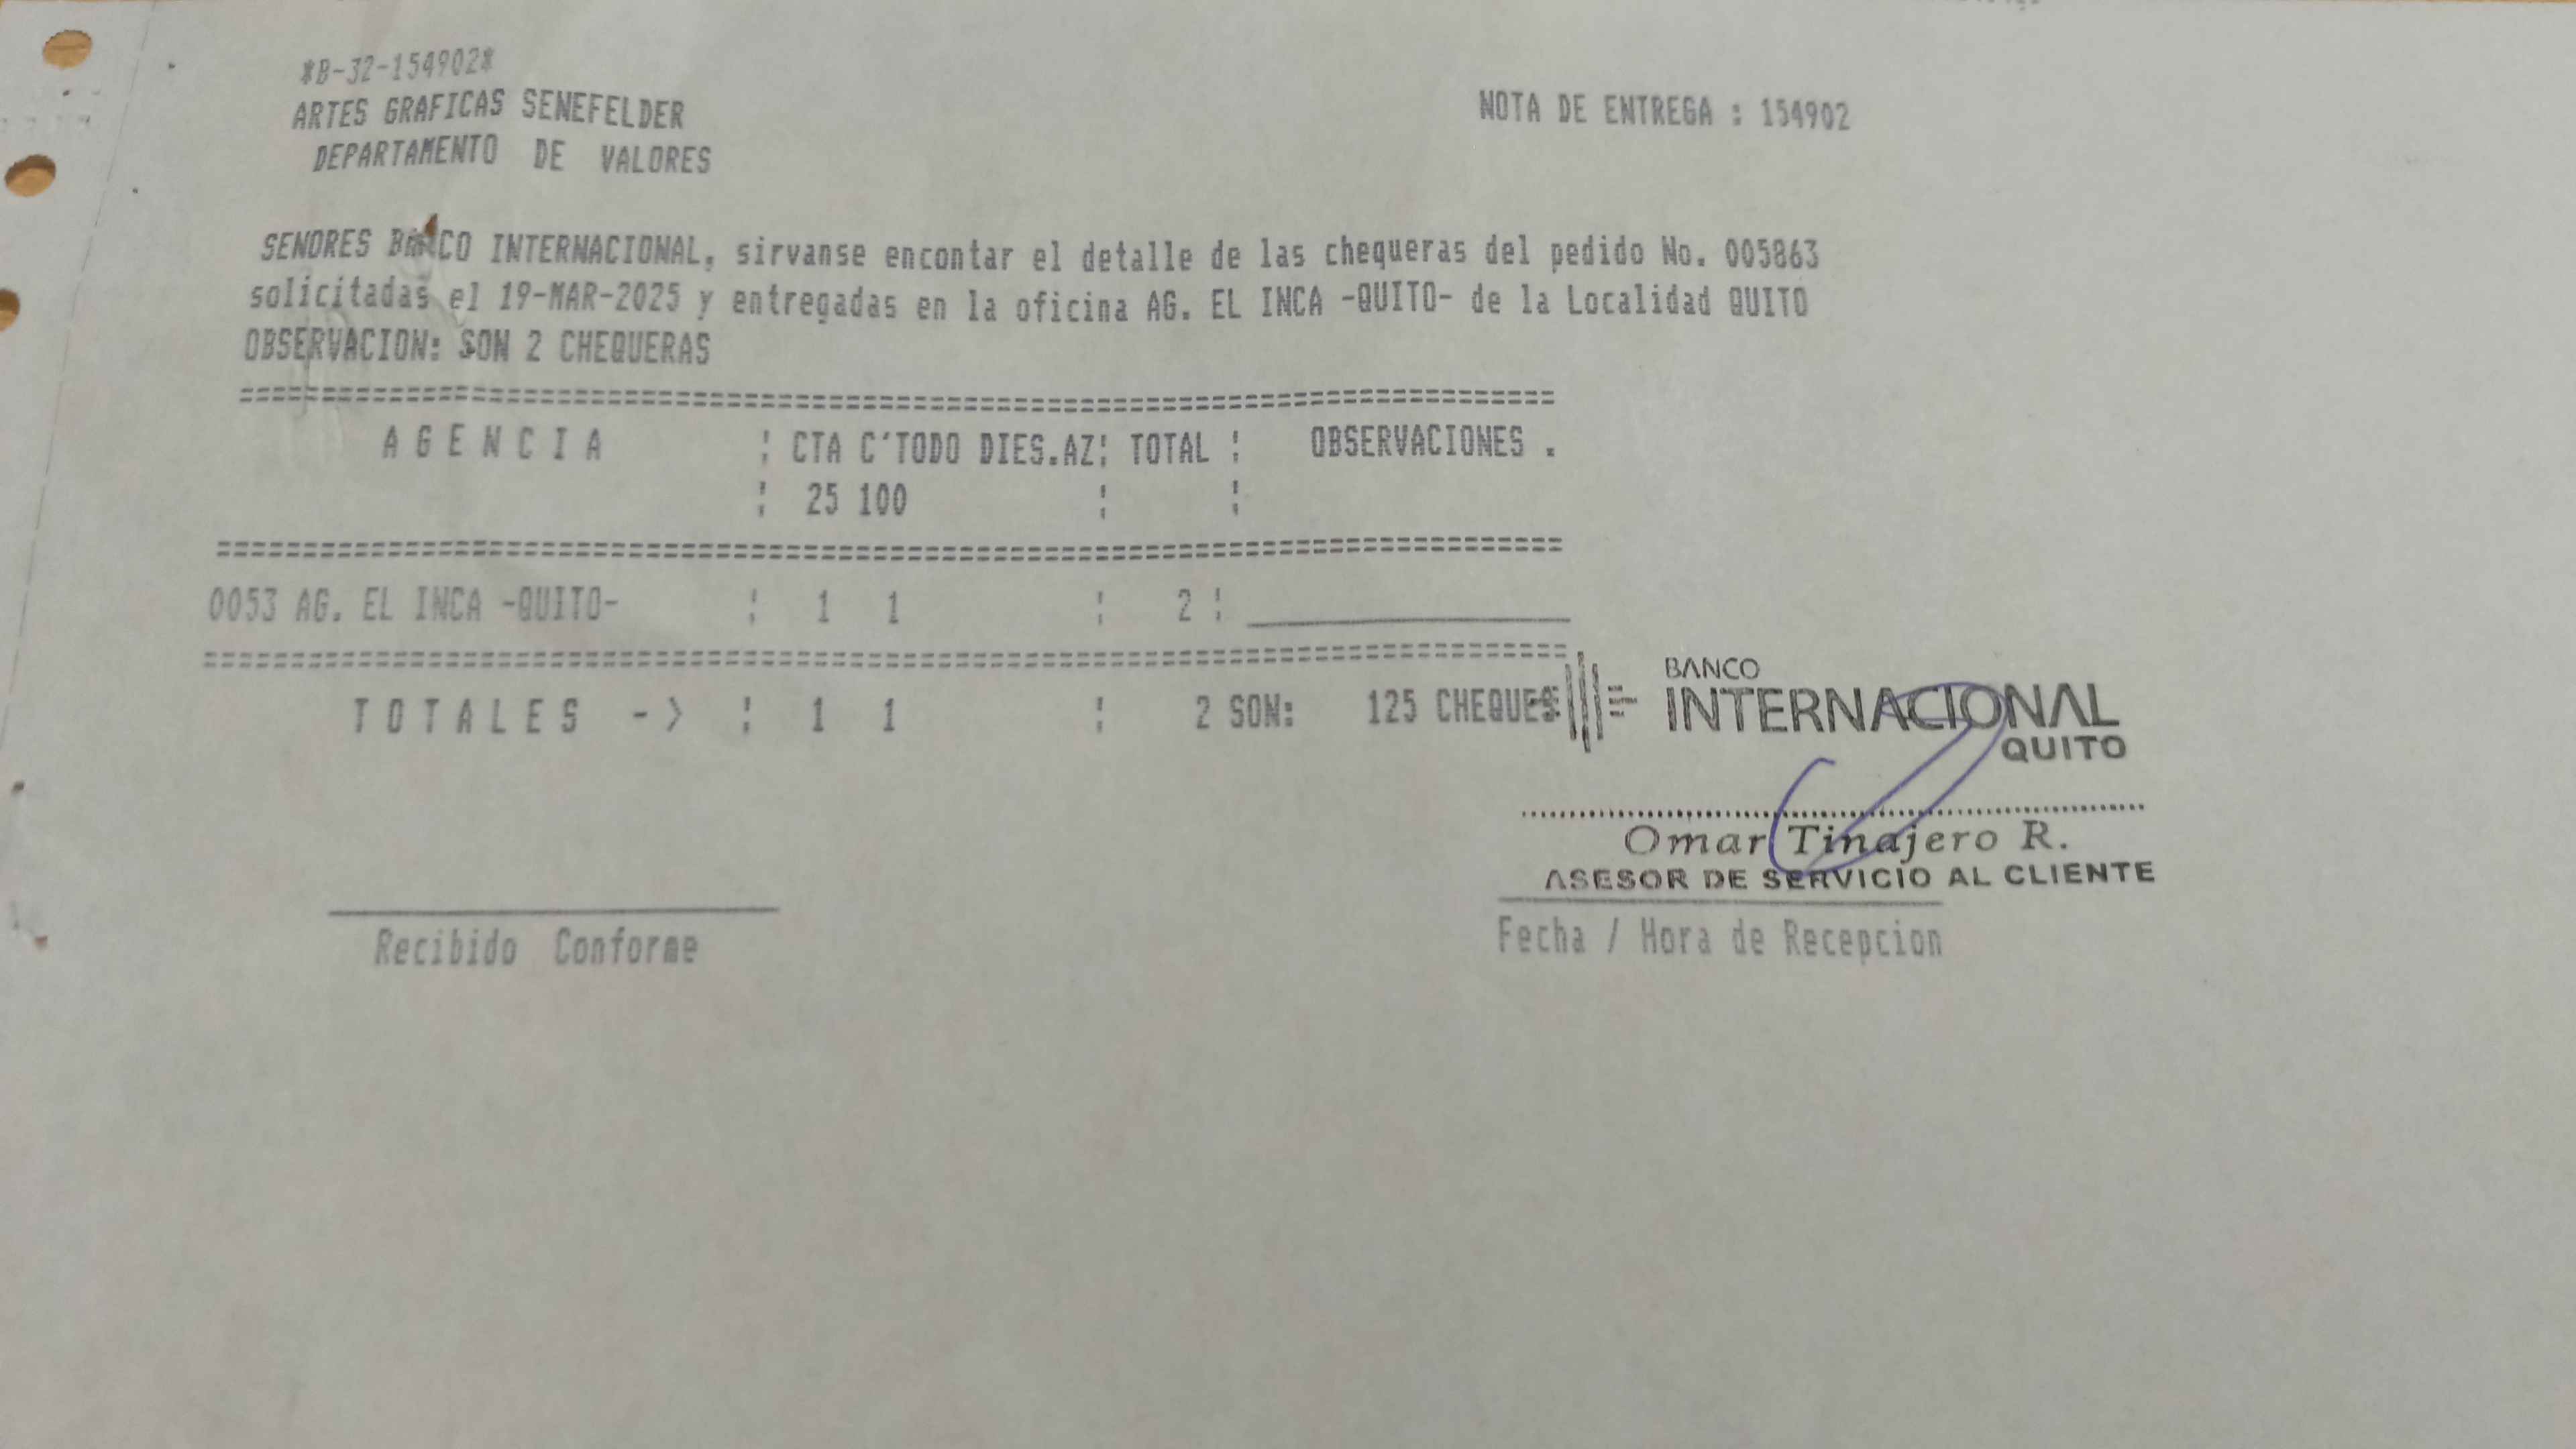 *B-32-154902*
ARTES GRAFICAS SENEFELDER
DEPARTAMENTO DE VALORES
NOTA DE ENTREGA : 154902
SENORES BANCO INTERNACIONAL, sirvanse encontar el detalle de las chequeras del pedido No. 005863
solicitadas el 19-MAR-2025 y entregadas en la oficina AG. EL INCA -QUITO- de la Localidad QUITO
OBSERVACION: SON 2 CHEQUERAS
==============================================================================
A G E N C I A ¦ CTA C'TODO DIES.AZ¦ TOTAL ¦ OBSERVACIONES .
¦ 25 100 ¦ ¦
==============================================================================
0053 AG. EL INCA -QUITO- ¦ 1 1 ¦ 2 ¦ ____________________
==============================================================================
T O T A L E S -> ¦ 1 1 ¦ 2 SON: 125 CHEQUES
BANCO
INTERNACIONAL
QUITO
Omar Tinajero R.
ASESOR DE SERVICIO AL CLIENTE
Recibido Conforme
Fecha / Hora de Recepcion